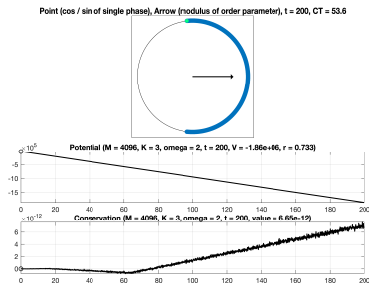 Point (cos / sin of single phase), Arrow (modulus of order parameter), t = 200, CT = 53.6
Potential (M = 4096, K = 3, omega = 2, t = 200, V = -1.86e+06, r = 0.733)
×10^5
-5
-10
-15
0 20 40 60 80 100 120 140 160 180 200
Conservation (M = 4096, K = 3, omega = 2, t = 200, value = 6.65e-12)
×10^-12
6
4
2
0
0 20 40 60 80 100 120 140 160 180 200